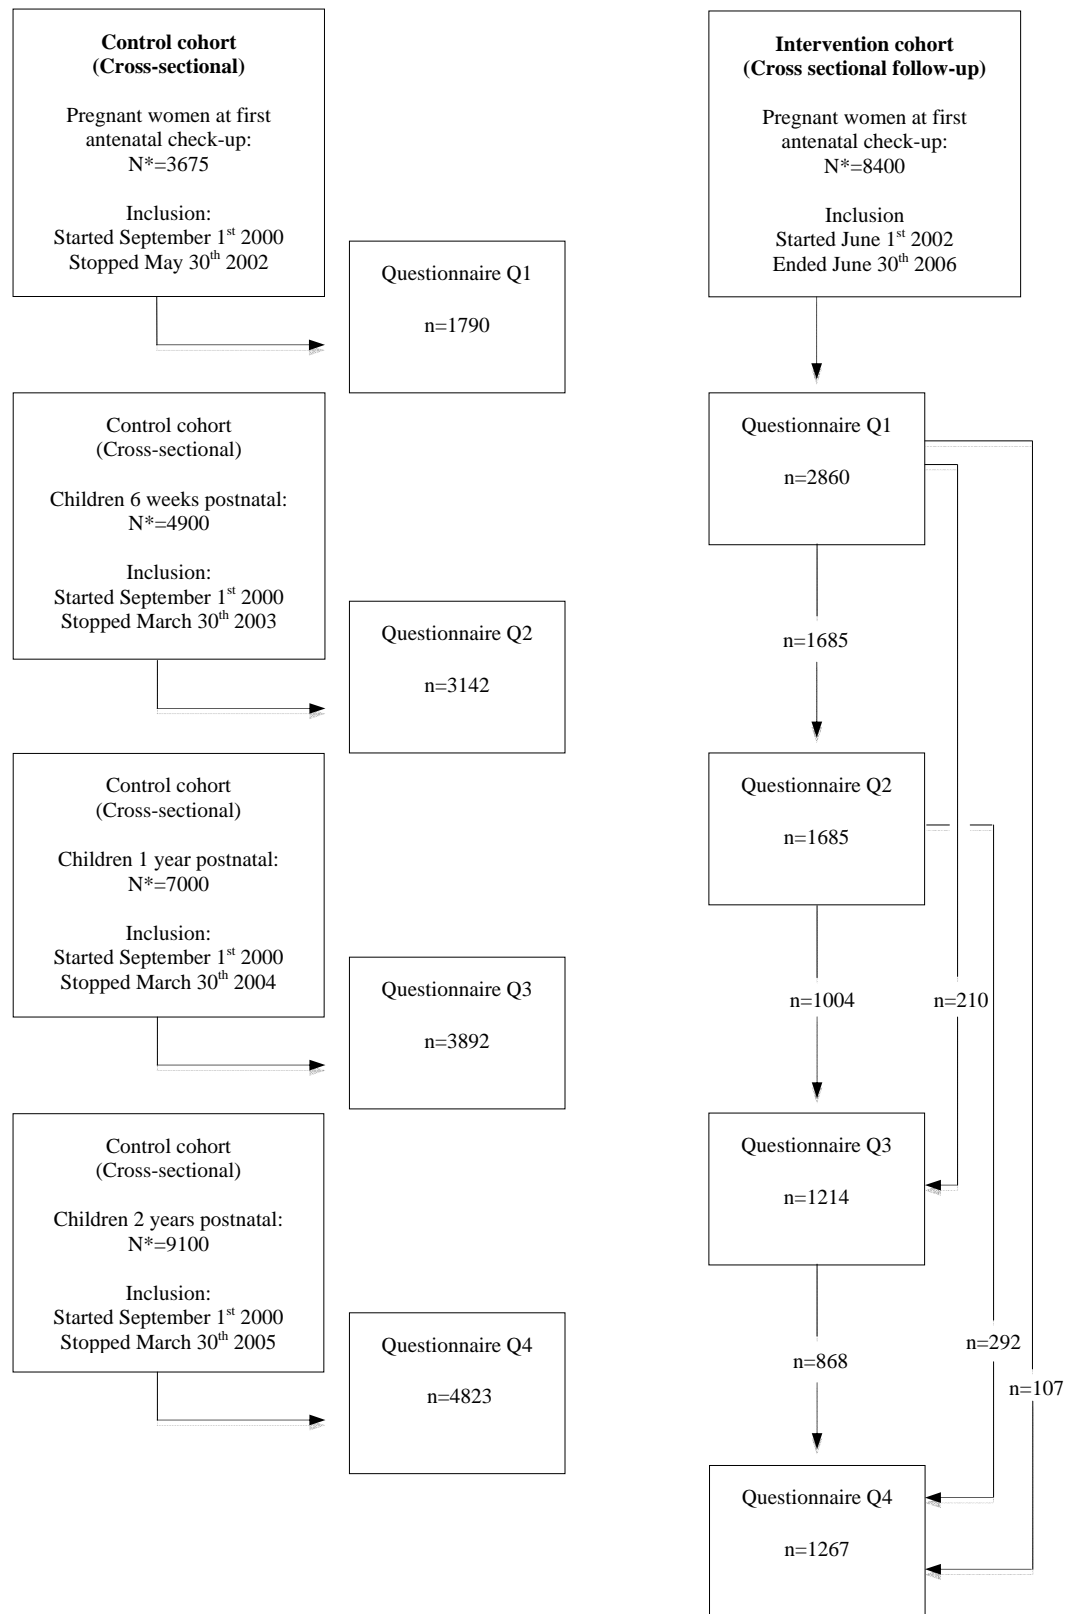 Control cohort
(Cross-sectional)
Pregnant women at first
antenatal check-up:
N*=3675
Inclusion:
Started September 1st 2000
Stopped May 30th 2002
Questionnaire Q1
n=1790
Control cohort
(Cross-sectional)
Children 6 weeks postnatal:
N*=4900
Inclusion:
Started September 1st 2000
Stopped March 30th 2003
Questionnaire Q2
n=3142
Control cohort
(Cross-sectional)
Children 1 year postnatal:
N*=7000
Inclusion:
Started September 1st 2000
Stopped March 30th 2004
Questionnaire Q3
n=3892
Control cohort
(Cross-sectional)
Children 2 years postnatal:
N*=9100
Inclusion:
Started September 1st 2000
Stopped March 30th 2005
Questionnaire Q4
n=4823
Intervention cohort
(Cross sectional follow-up)
Pregnant women at first
antenatal check-up:
N*=8400
Inclusion
Started June 1st 2002
Ended June 30th 2006
Questionnaire Q1
n=2860
n=1685
Questionnaire Q2
n=1685
n=1004
n=210
Questionnaire Q3
n=1214
n=868
n=292
n=107
Questionnaire Q4
n=1267